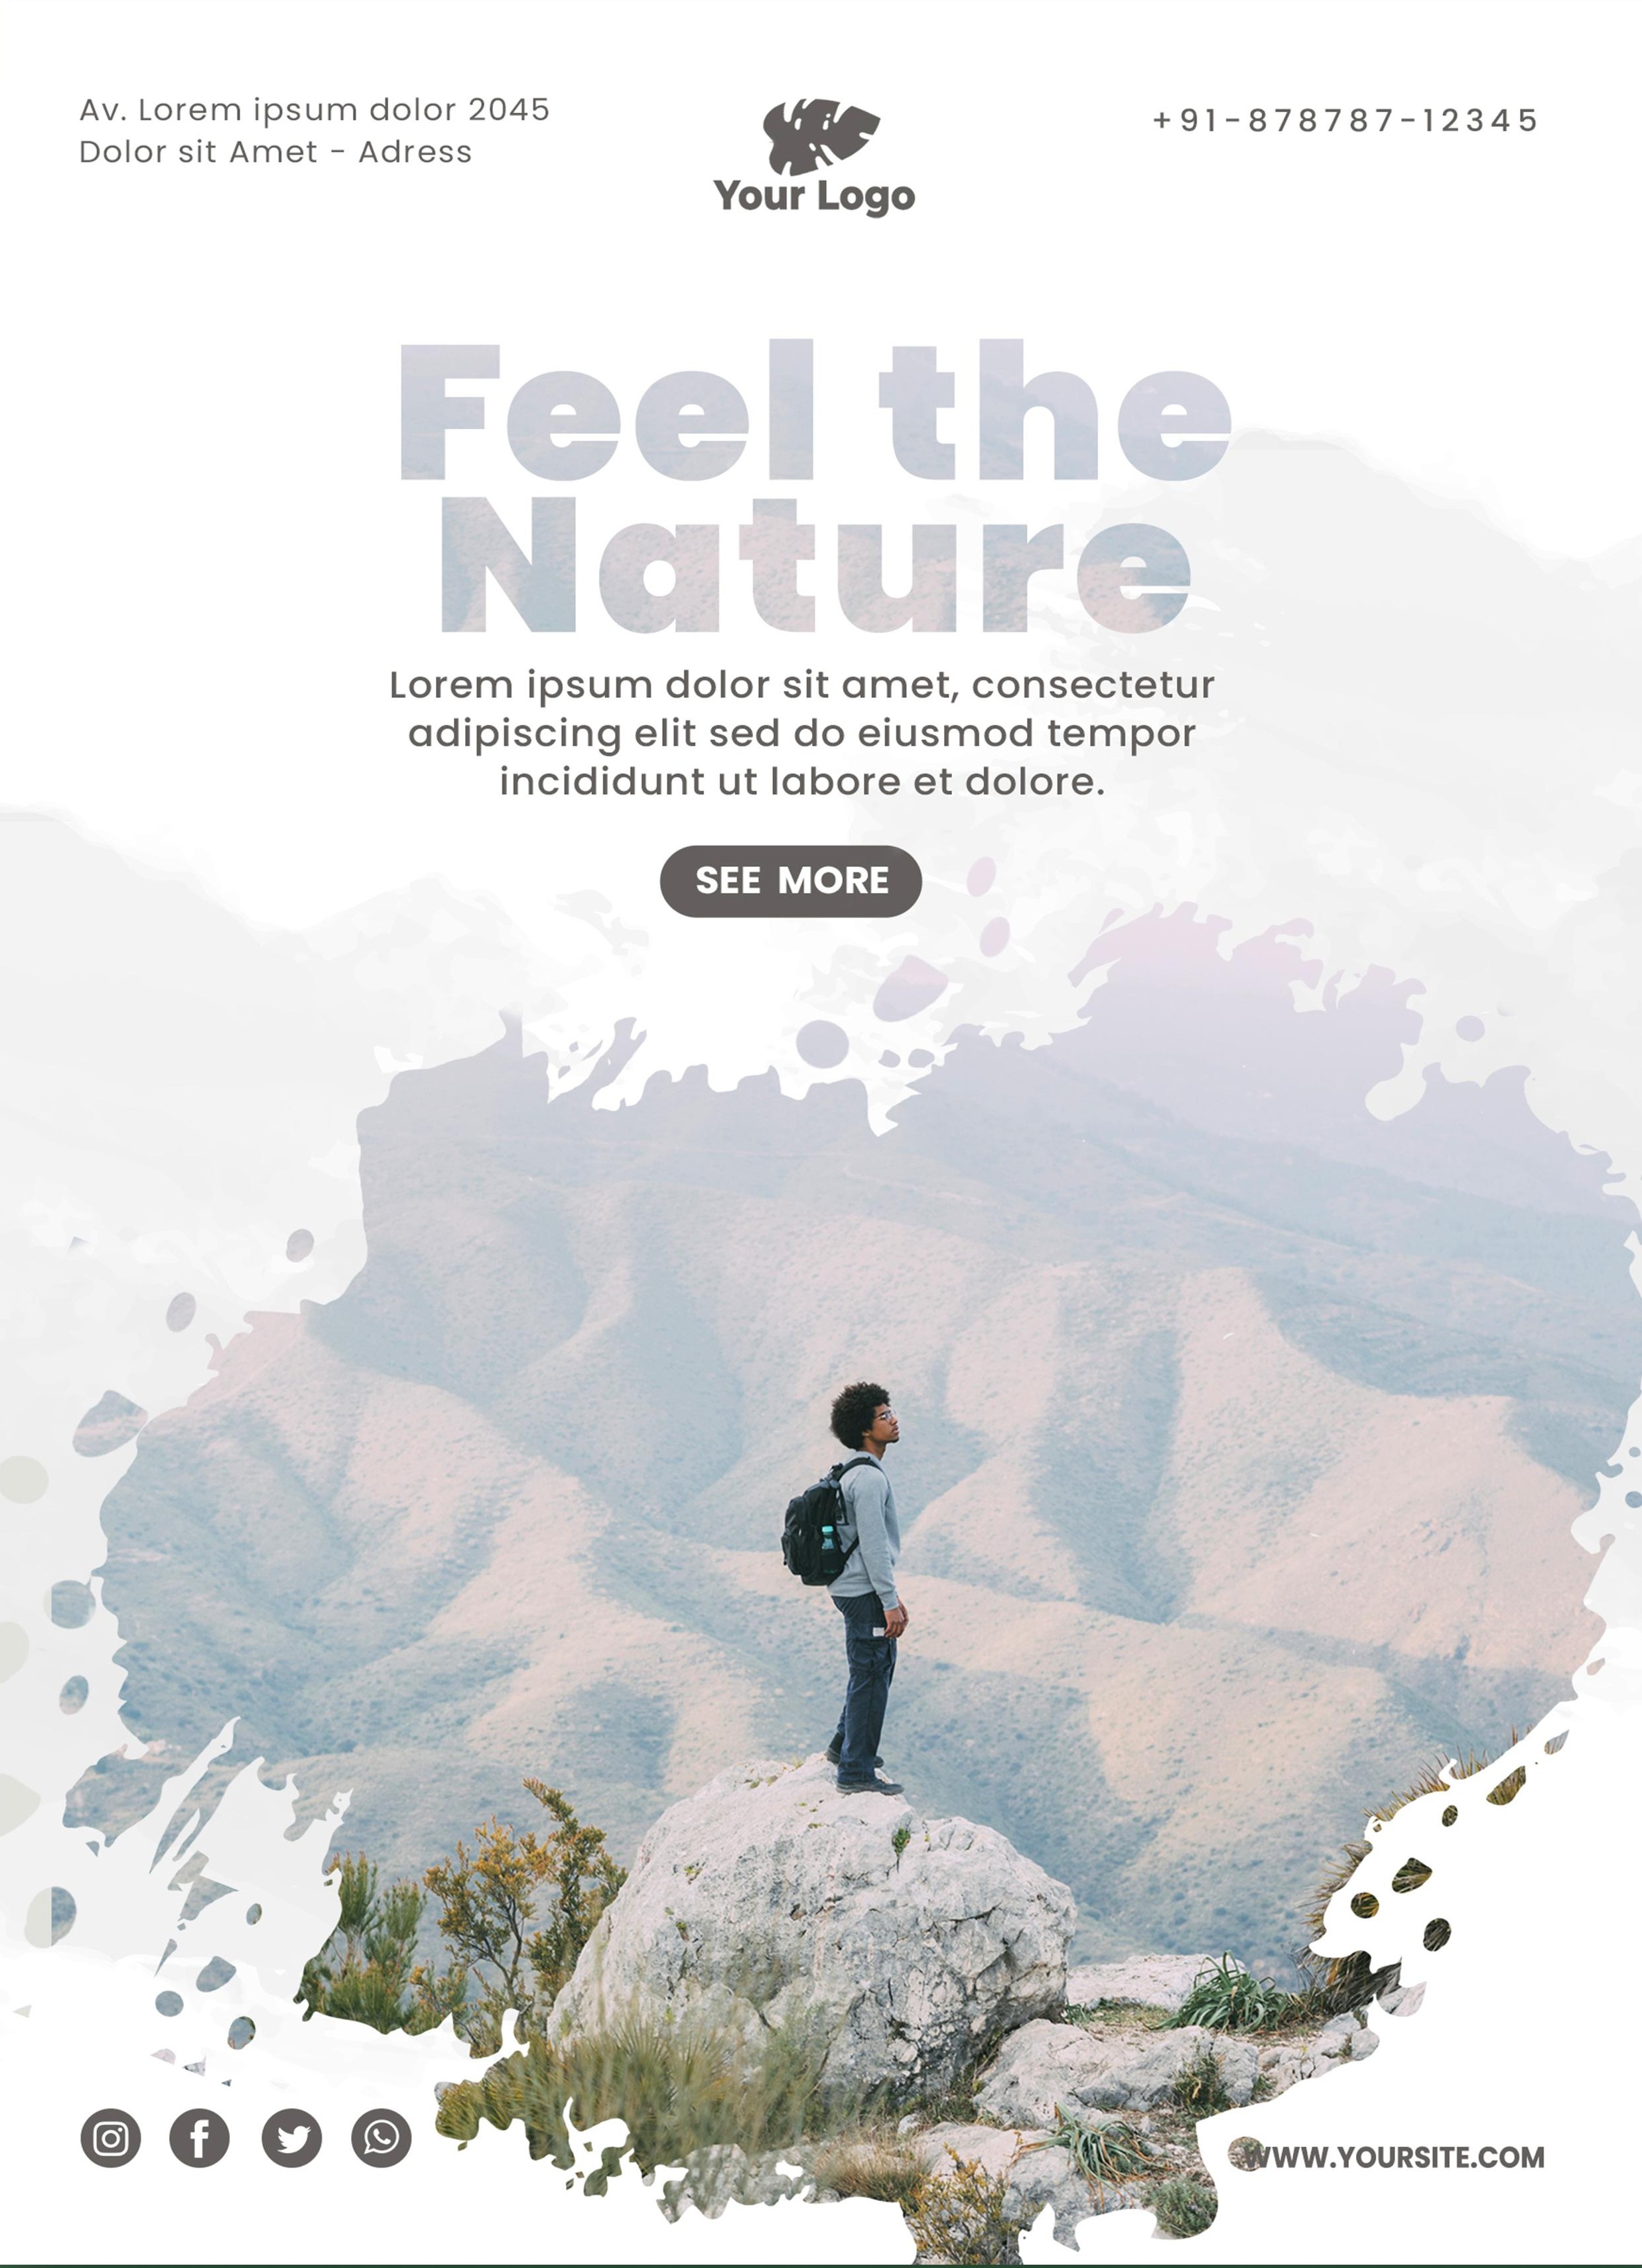 Av. Lorem ipsum dolor 2045
Dolor sit Amet - Adress
Your Logo
+91-878787-12345
Feel the
Nature
Lorem ipsum dolor sit amet, consectetur
adipiscing elit sed do eiusmod tempor
incididunt ut labore et dolore.
SEE MORE
WWW.YOURSITE.COM